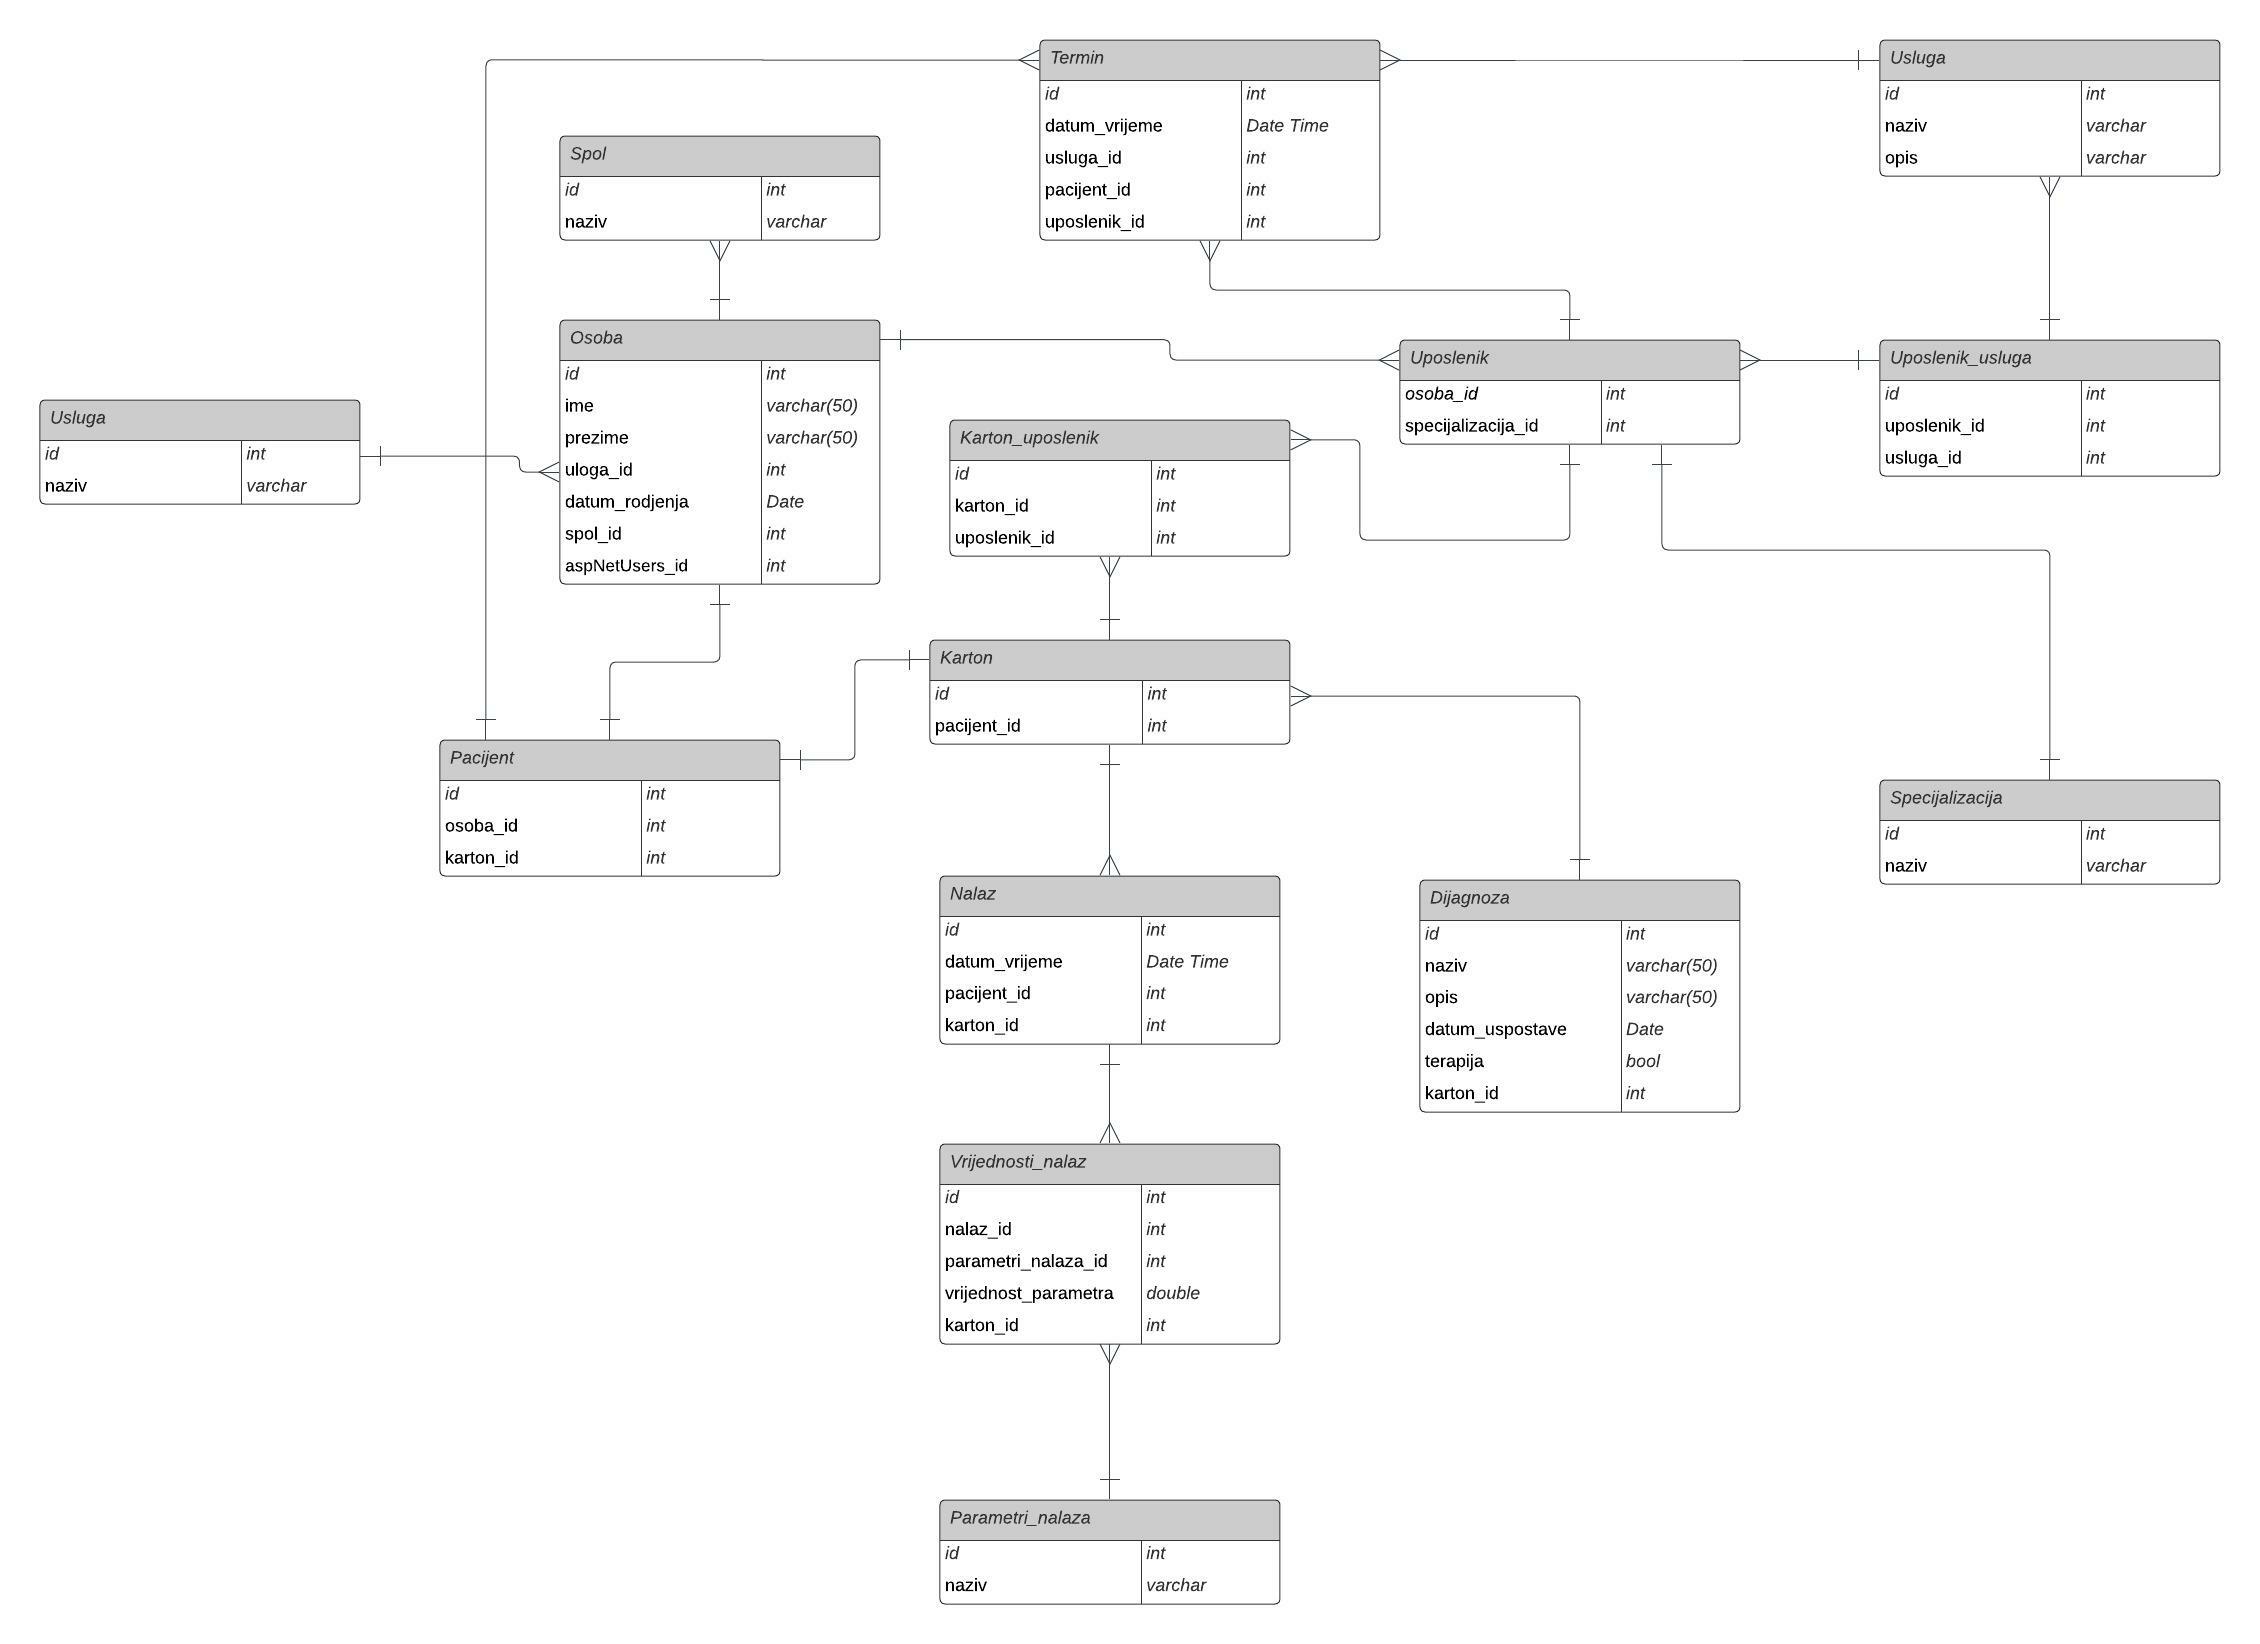 Termin
id int
datum_vrijeme Date Time
usluga_id int
pacijent_id int
uposlenik_id int
Usluga
id int
naziv varchar
opis varchar
Spol
id int
naziv varchar
Osoba
id int
ime varchar(50)
prezime varchar(50)
uloga_id int
datum_rodjenja Date
spol_id int
aspNetUsers_id int
Uposlenik
osoba_id int
specijalizacija_id int
Uposlenik_usluga
id int
uposlenik_id int
usluga_id int
Usluga
id int
naziv varchar
Karton_uposlenik
id int
karton_id int
uposlenik_id int
Karton
id int
pacijent_id int
Pacijent
id int
osoba_id int
karton_id int
Specijalizacija
id int
naziv varchar
Nalaz
id int
datum_vrijeme Date Time
pacijent_id int
karton_id int
Dijagnoza
id int
naziv varchar(50)
opis varchar(50)
datum_uspostave Date
terapija bool
karton_id int
Vrijednosti_nalaz
id int
nalaz_id int
parametri_nalaza_id int
vrijednost_parametra double
karton_id int
Parametri_nalaza
id int
naziv varchar